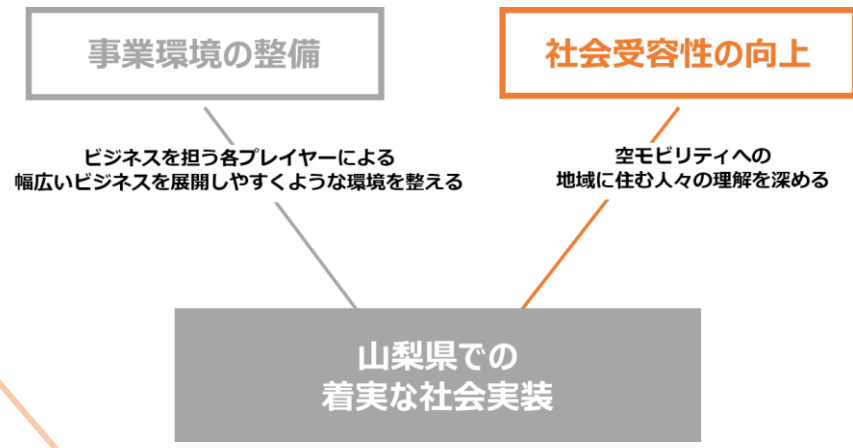 事業環境の整備
社会受容性の向上
ビジネスを担う各プレイヤーによる
幅広いビジネスを展開しやすくような環境を整える
空モビリティへの
地域に住む人々の理解を深める
山梨県での
着実な社会実装